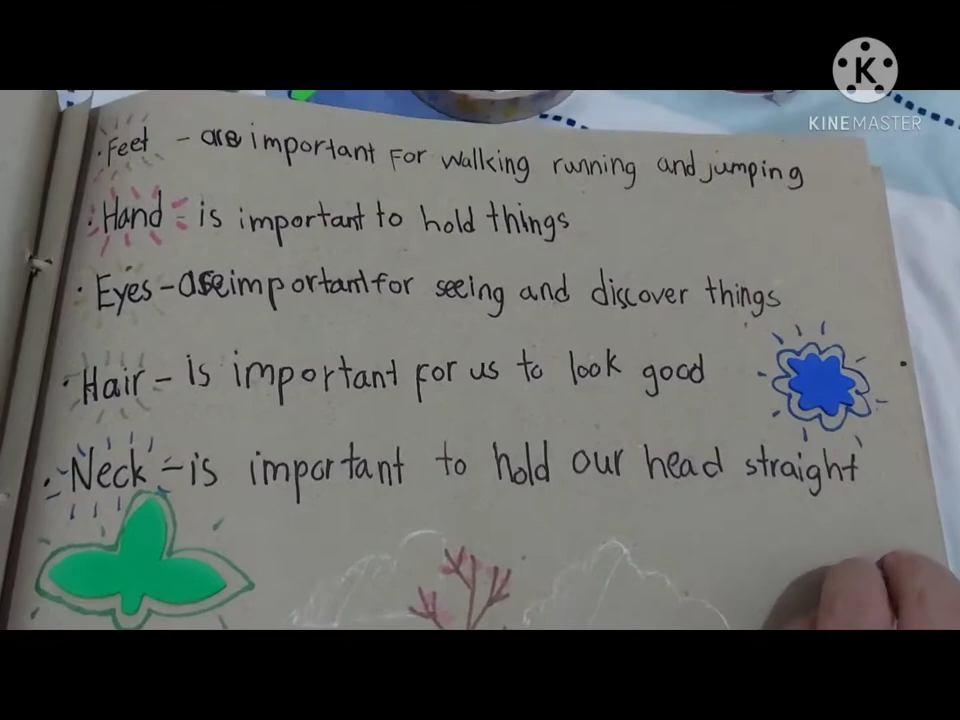 K
KINEMASTER
· Feet - are important For walking running and jumping
· Hand - is important to hold things
· Eyes - are important for seeing and discover things
· Hair - is important for us to look good
· Neck - is important to hold our head straight